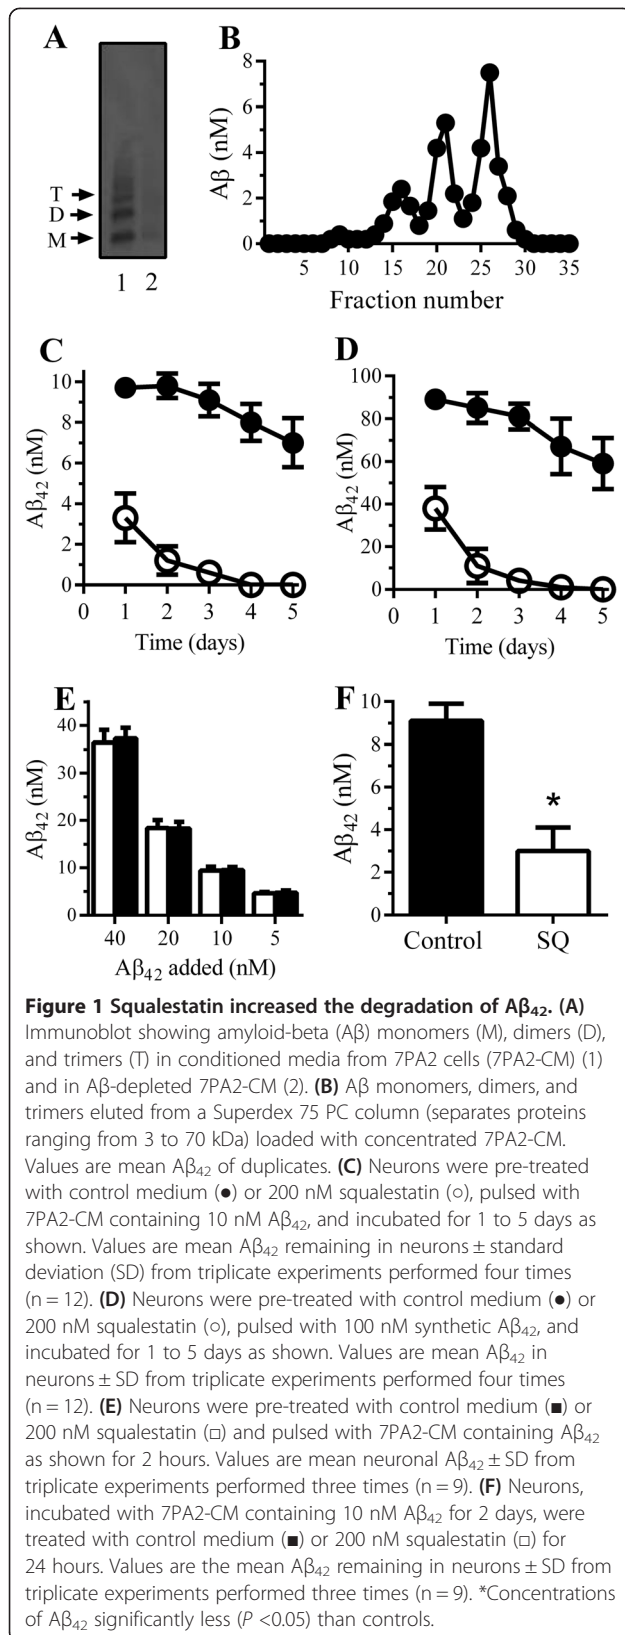 A
T
D
M
1 2
B
Aβ (nM)
8
6
4
2
0
5 10 15 20 25 30 35
Fraction number
C
Aβ₄₂ (nM)
10
8
6
4
2
0
0 1 2 3 4 5
Time (days)
D
Aβ₄₂ (nM)
100
80
60
40
20
0
0 1 2 3 4 5
Time (days)
E
Aβ₄₂ (nM)
40
30
20
10
0
40 20 10 5
Aβ₄₂ added (nM)
F
Aβ₄₂ (nM)
10
8
6
4
2
0
*
Control SQ
Figure 1 Squalestatin increased the degradation of Aβ₄₂. (A)
Immunoblot showing amyloid-beta (Aβ) monomers (M), dimers (D),
and trimers (T) in conditioned media from 7PA2 cells (7PA2-CM) (1)
and in Aβ-depleted 7PA2-CM (2). (B) Aβ monomers, dimers, and
trimers eluted from a Superdex 75 PC column (separates proteins
ranging from 3 to 70 kDa) loaded with concentrated 7PA2-CM.
Values are mean Aβ₄₂ of duplicates. (C) Neurons were pre-treated
with control medium (●) or 200 nM squalestatin (○), pulsed with
7PA2-CM containing 10 nM Aβ₄₂, and incubated for 1 to 5 days as
shown. Values are mean Aβ₄₂ remaining in neurons ± standard
deviation (SD) from triplicate experiments performed four times
(n = 12). (D) Neurons were pre-treated with control medium (●) or
200 nM squalestatin (○), pulsed with 100 nM synthetic Aβ₄₂, and
incubated for 1 to 5 days as shown. Values are mean Aβ₄₂ in
neurons ± SD from triplicate experiments performed four times
(n = 12). (E) Neurons were pre-treated with control medium (■) or
200 nM squalestatin (□) and pulsed with 7PA2-CM containing Aβ₄₂
as shown for 2 hours. Values are mean neuronal Aβ₄₂ ± SD from
triplicate experiments performed three times (n = 9). (F) Neurons,
incubated with 7PA2-CM containing 10 nM Aβ₄₂ for 2 days, were
treated with control medium (■) or 200 nM squalestatin (□) for
24 hours. Values are the mean Aβ₄₂ remaining in neurons ± SD from
triplicate experiments performed three times (n = 9). *Concentrations
of Aβ₄₂ significantly less (P <0.05) than controls.